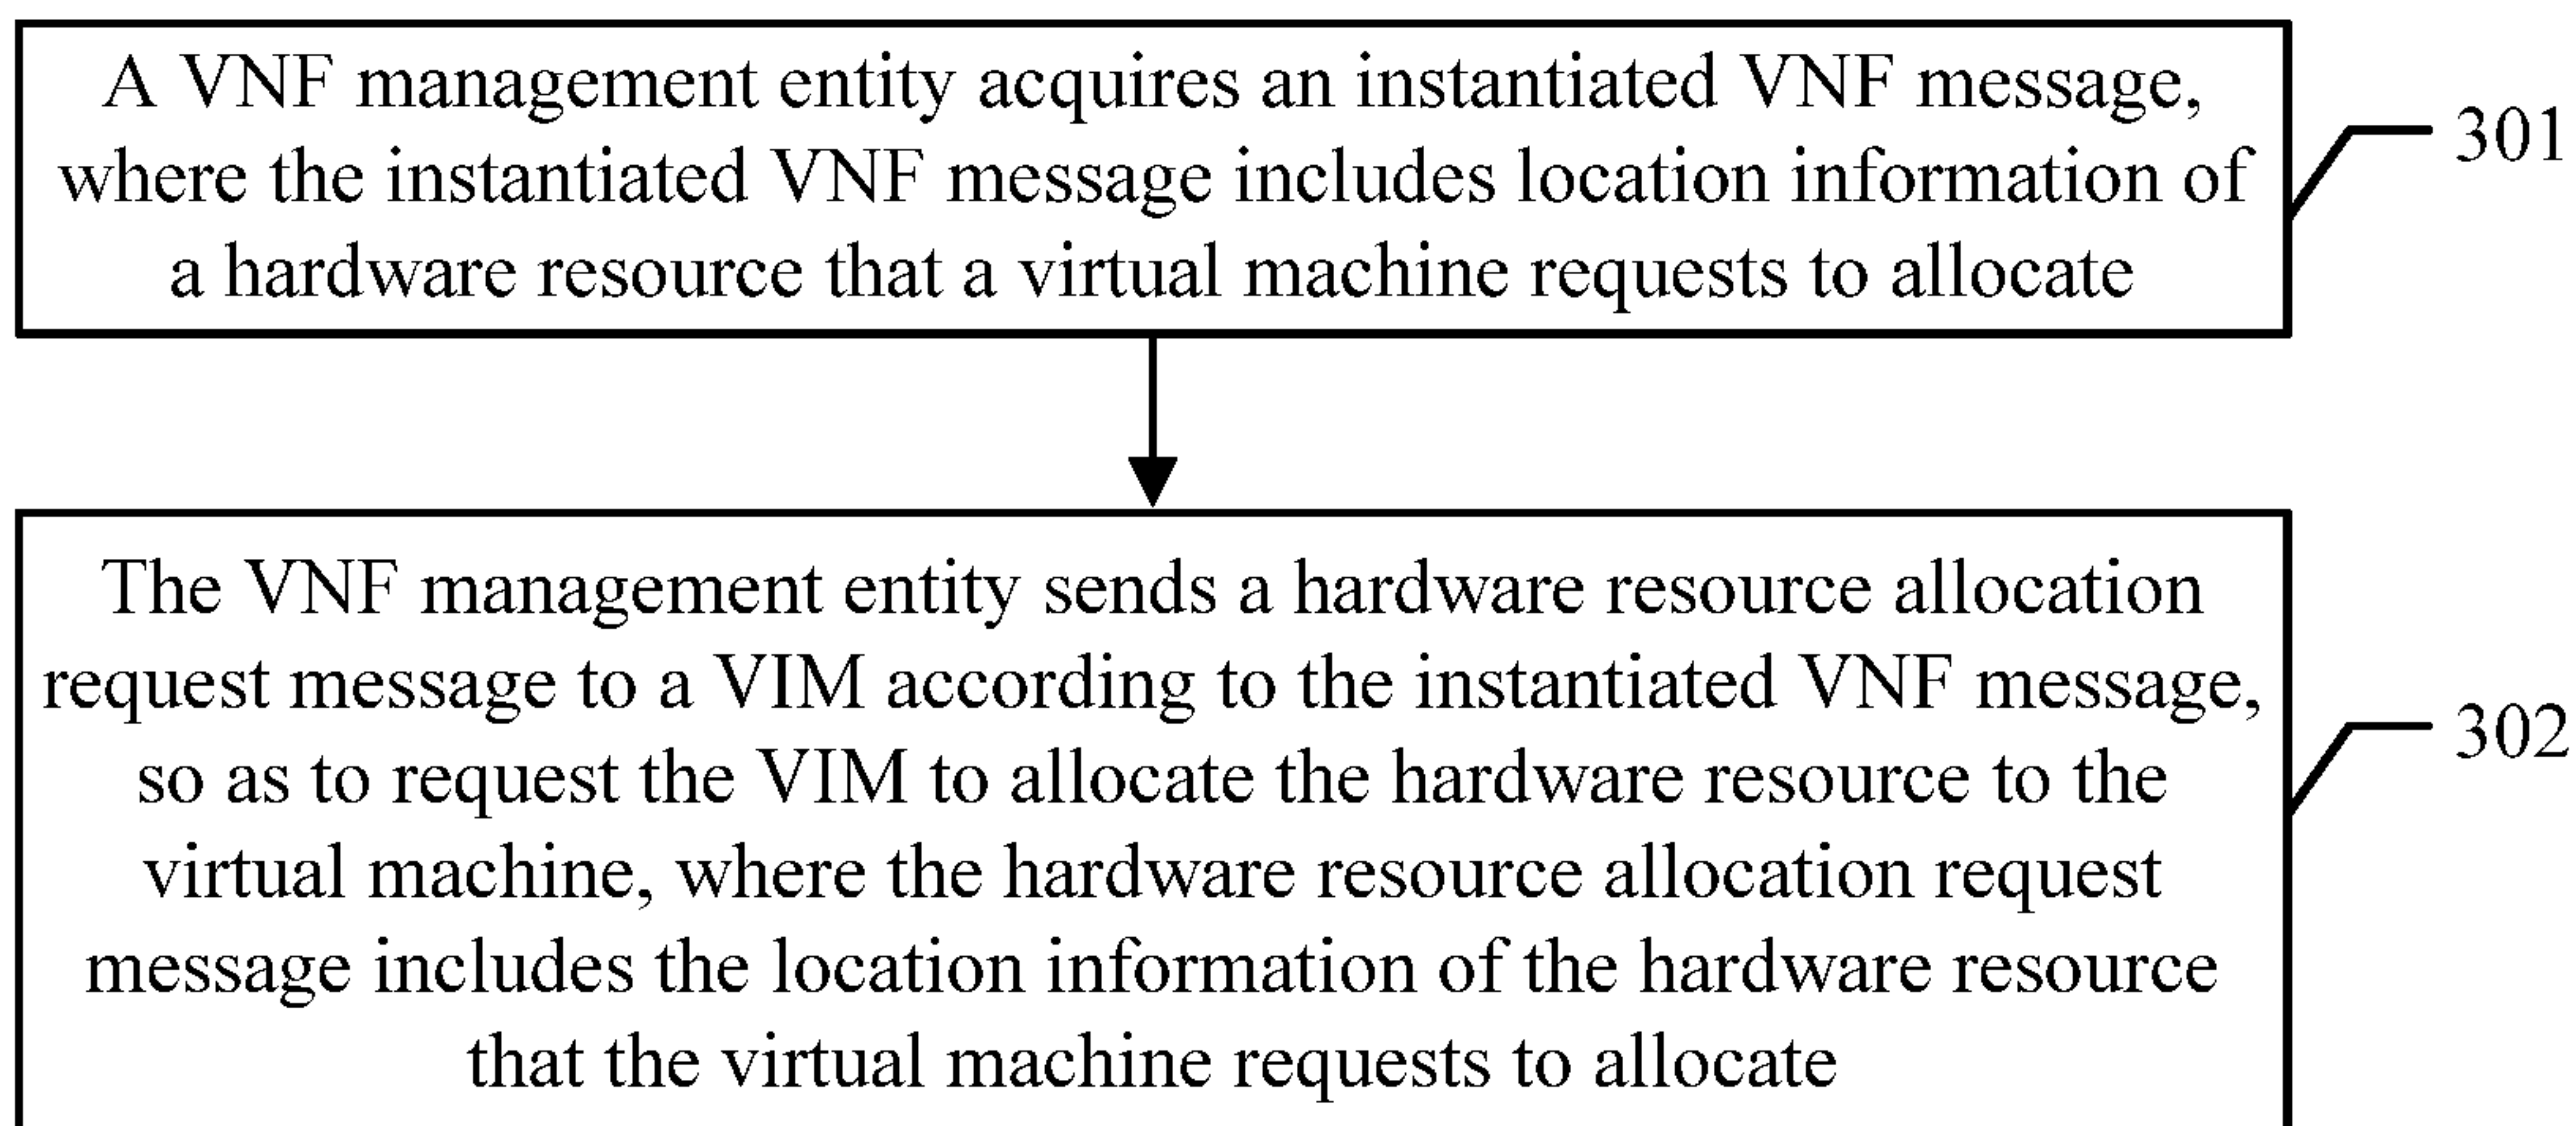 A VNF management entity acquires an instantiated VNF message,
where the instantiated VNF message includes location information of
a hardware resource that a virtual machine requests to allocate
301
The VNF management entity sends a hardware resource allocation
request message to a VIM according to the instantiated VNF message,
so as to request the VIM to allocate the hardware resource to the
virtual machine, where the hardware resource allocation request
message includes the location information of the hardware resource
that the virtual machine requests to allocate
302